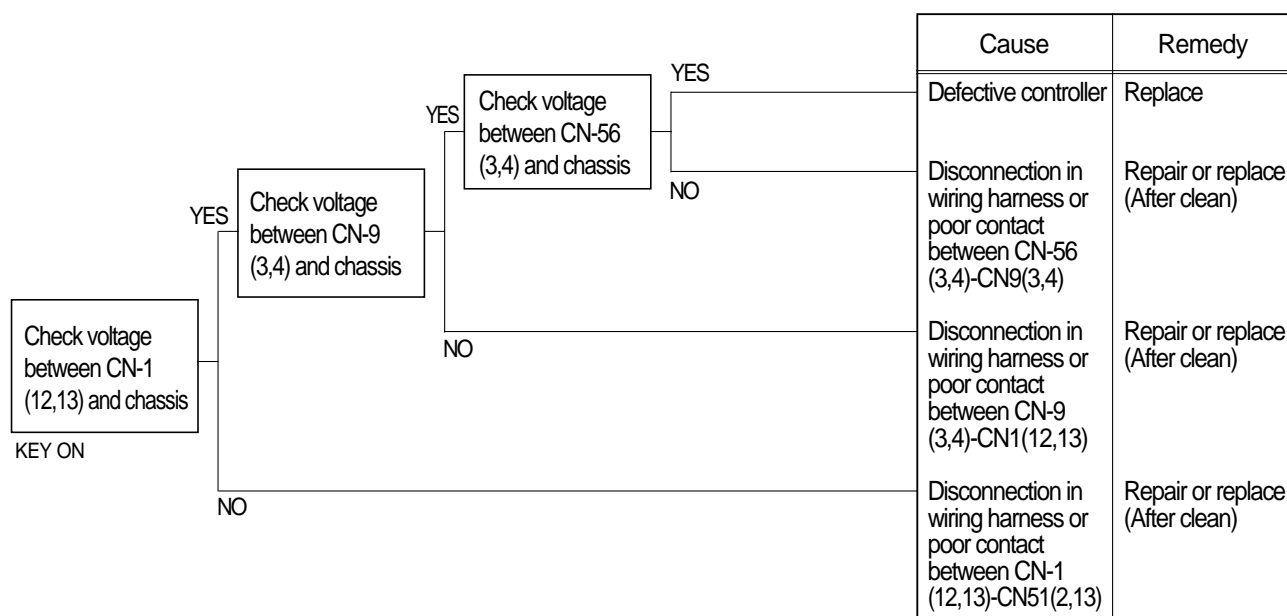 Cause
Remedy
YES
Defective controller
Replace
Check voltage
between CN-56
(3,4) and chassis
YES
NO
Disconnection in
wiring harness or
poor contact
between CN-56
(3,4)-CN9(3,4)
Repair or replace
(After clean)
Check voltage
between CN-9
(3,4) and chassis
YES
NO
Disconnection in
wiring harness or
poor contact
between CN-9
(3,4)-CN1(12,13)
Repair or replace
(After clean)
Check voltage
between CN-1
(12,13) and chassis
KEY ON
NO
Disconnection in
wiring harness or
poor contact
between CN-1
(12,13)-CN51(2,13)
Repair or replace
(After clean)